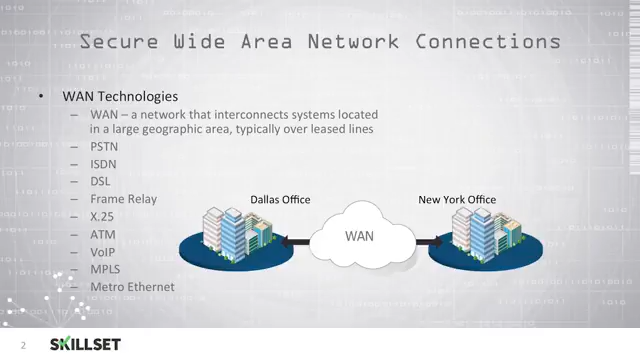 Secure Wide Area Network Connections
• WAN Technologies
– WAN – a network that interconnects systems located
in a large geographic area, typically over leased lines
– PSTN
– ISDN
– DSL
– Frame Relay
– X.25
– ATM
– VoIP
– MPLS
– Metro Ethernet
Dallas Office
New York Office
WAN
2
SKILLSET